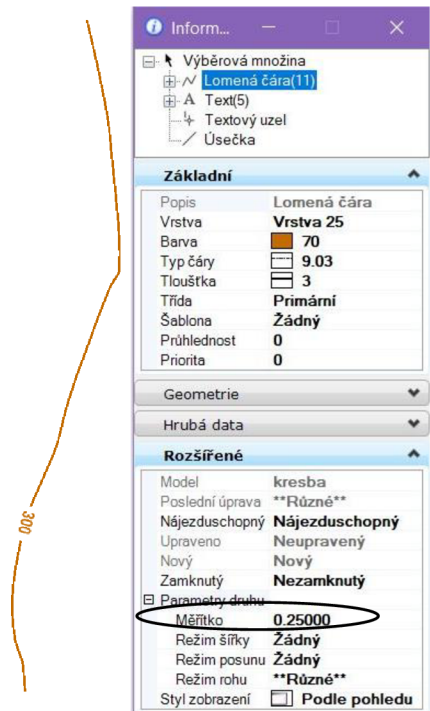 Inform...
Výběrová množina
Lomená čára(11)
A Text(5)
Textový uzel
Úsečka
Základní
Popis Lomená čára
Vrstva Vrstva 25
Barva 70
Typ čáry 9.03
Tloušťka 3
Třída Primární
Šablona Žádný
Průhlednost 0
Priorita 0
Geometrie
Hrubá data
Rozšířené
Model kresba
Poslední úprava **Různé**
Nájezduschopný Nájezduschopný
Upraveno Neupravený
Nový Nový
Zamknutý Nezamknutý
Parametry druhu
Měřítko 0.25000
Režim šířky Žádný
Režim posunu Žádný
Režim rohu **Různé**
Styl zobrazení Podle pohledu
300